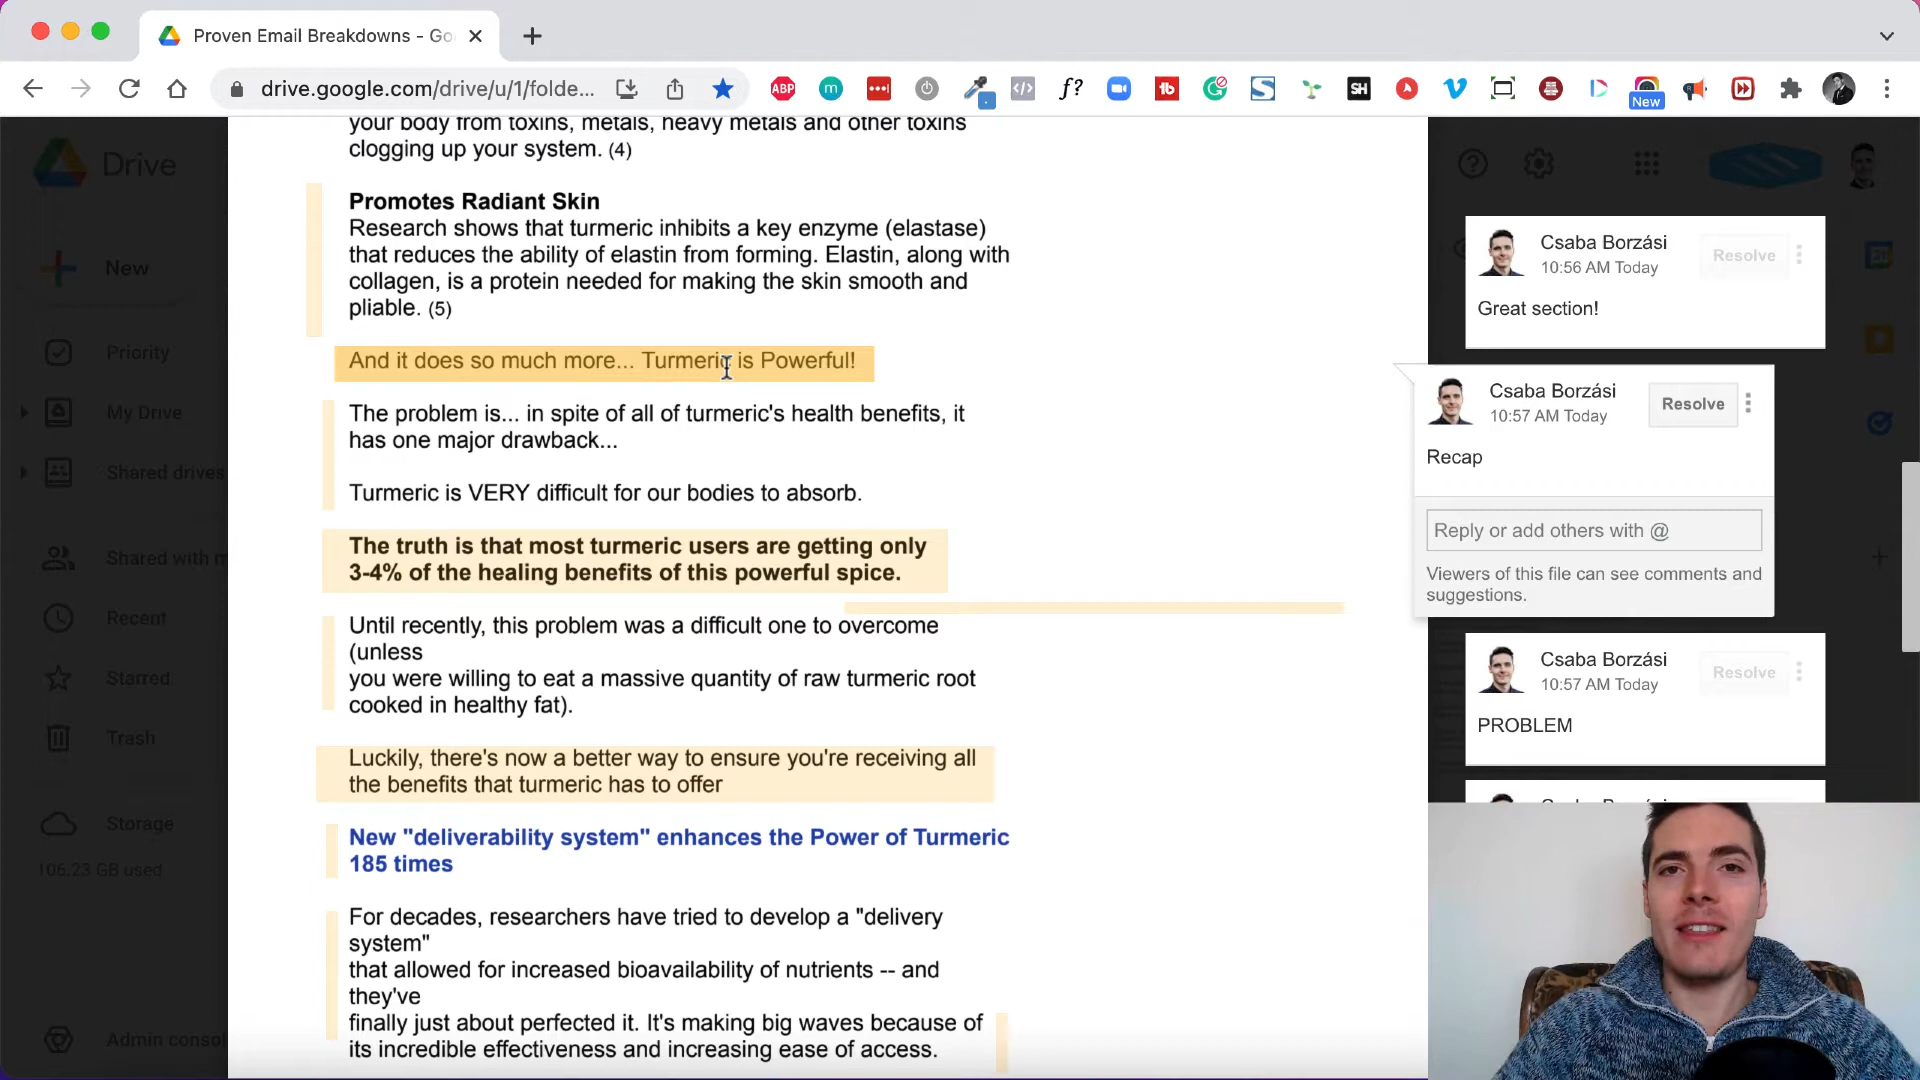 Proven Email Breakdowns - Go
drive.google.com/drive/u/1/folde...
ABP
m
f?
SH
New
Drive
New
Priority
My Drive
Shared drives
Shared with m
Recent
Starred
Trash
Storage
106.23 GB used
Admin conso
your body from toxins, metals, heavy metals and other toxins
clogging up your system. (4)
Promotes Radiant Skin
Research shows that turmeric inhibits a key enzyme (elastase)
that reduces the ability of elastin from forming. Elastin, along with
collagen, is a protein needed for making the skin smooth and
pliable. (5)
And it does so much more... Turmeric is Powerful!
The problem is... in spite of all of turmeric's health benefits, it
has one major drawback...
Turmeric is VERY difficult for our bodies to absorb.
The truth is that most turmeric users are getting only
3-4% of the healing benefits of this powerful spice.
Until recently, this problem was a difficult one to overcome
(unless
you were willing to eat a massive quantity of raw turmeric root
cooked in healthy fat).
Luckily, there's now a better way to ensure you're receiving all
the benefits that turmeric has to offer
New "deliverability system" enhances the Power of Turmeric
185 times
For decades, researchers have tried to develop a "delivery
system"
that allowed for increased bioavailability of nutrients -- and
they've
finally just about perfected it. It's making big waves because of
its incredible effectiveness and increasing ease of access.
Csaba Borzási
10:56 AM Today
Resolve
Great section!
Csaba Borzási
10:57 AM Today
Resolve
Recap
Reply or add others with @
Viewers of this file can see comments and
suggestions.
Csaba Borzási
10:57 AM Today
Resolve
PROBLEM